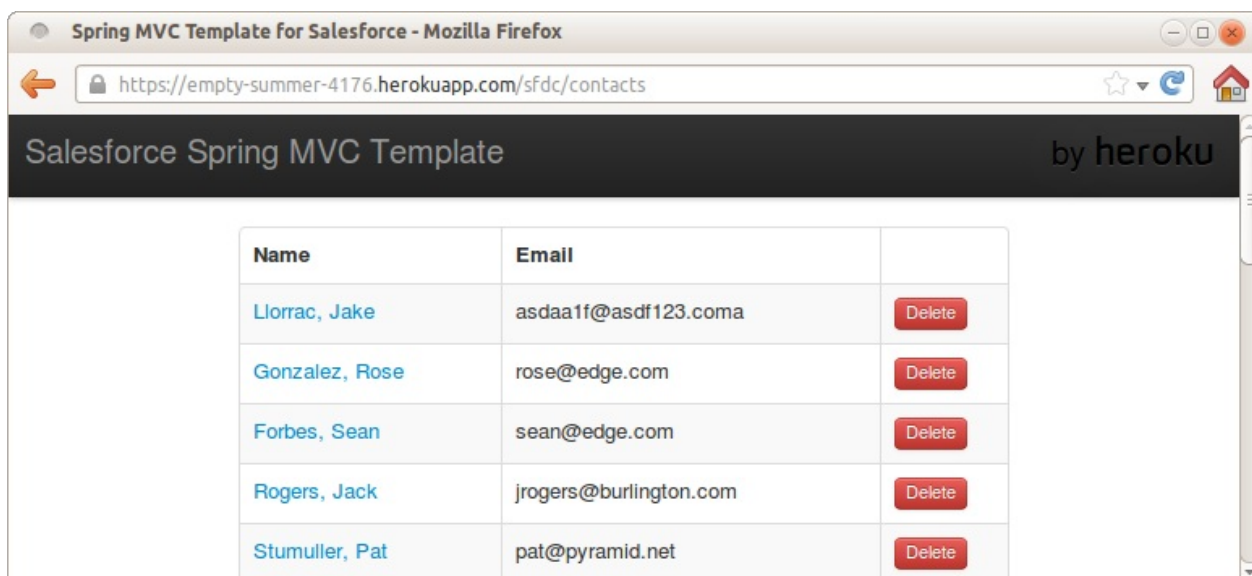 Spring MVC Template for Salesforce - Mozilla Firefox
https://empty-summer-4176.herokuapp.com/sfdc/contacts
Salesforce Spring MVC Template by heroku
Name Email
Llorrac, Jake asdaa1f@asdf123.coma Delete
Gonzalez, Rose rose@edge.com Delete
Forbes, Sean sean@edge.com Delete
Rogers, Jack jrogers@burlington.com Delete
Stumuller, Pat pat@pyramid.net Delete